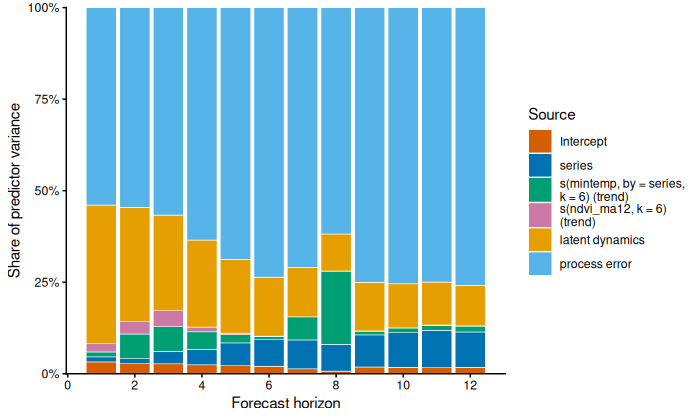 100%
75%
50%
25%
0%
Share of predictor variance
0
2
4
6
8
10
12
Forecast horizon
Source
Intercept
series
s(mintemp, by = series,
k = 6) (trend)
s(ndvi_ma12, k = 6)
(trend)
latent dynamics
process error